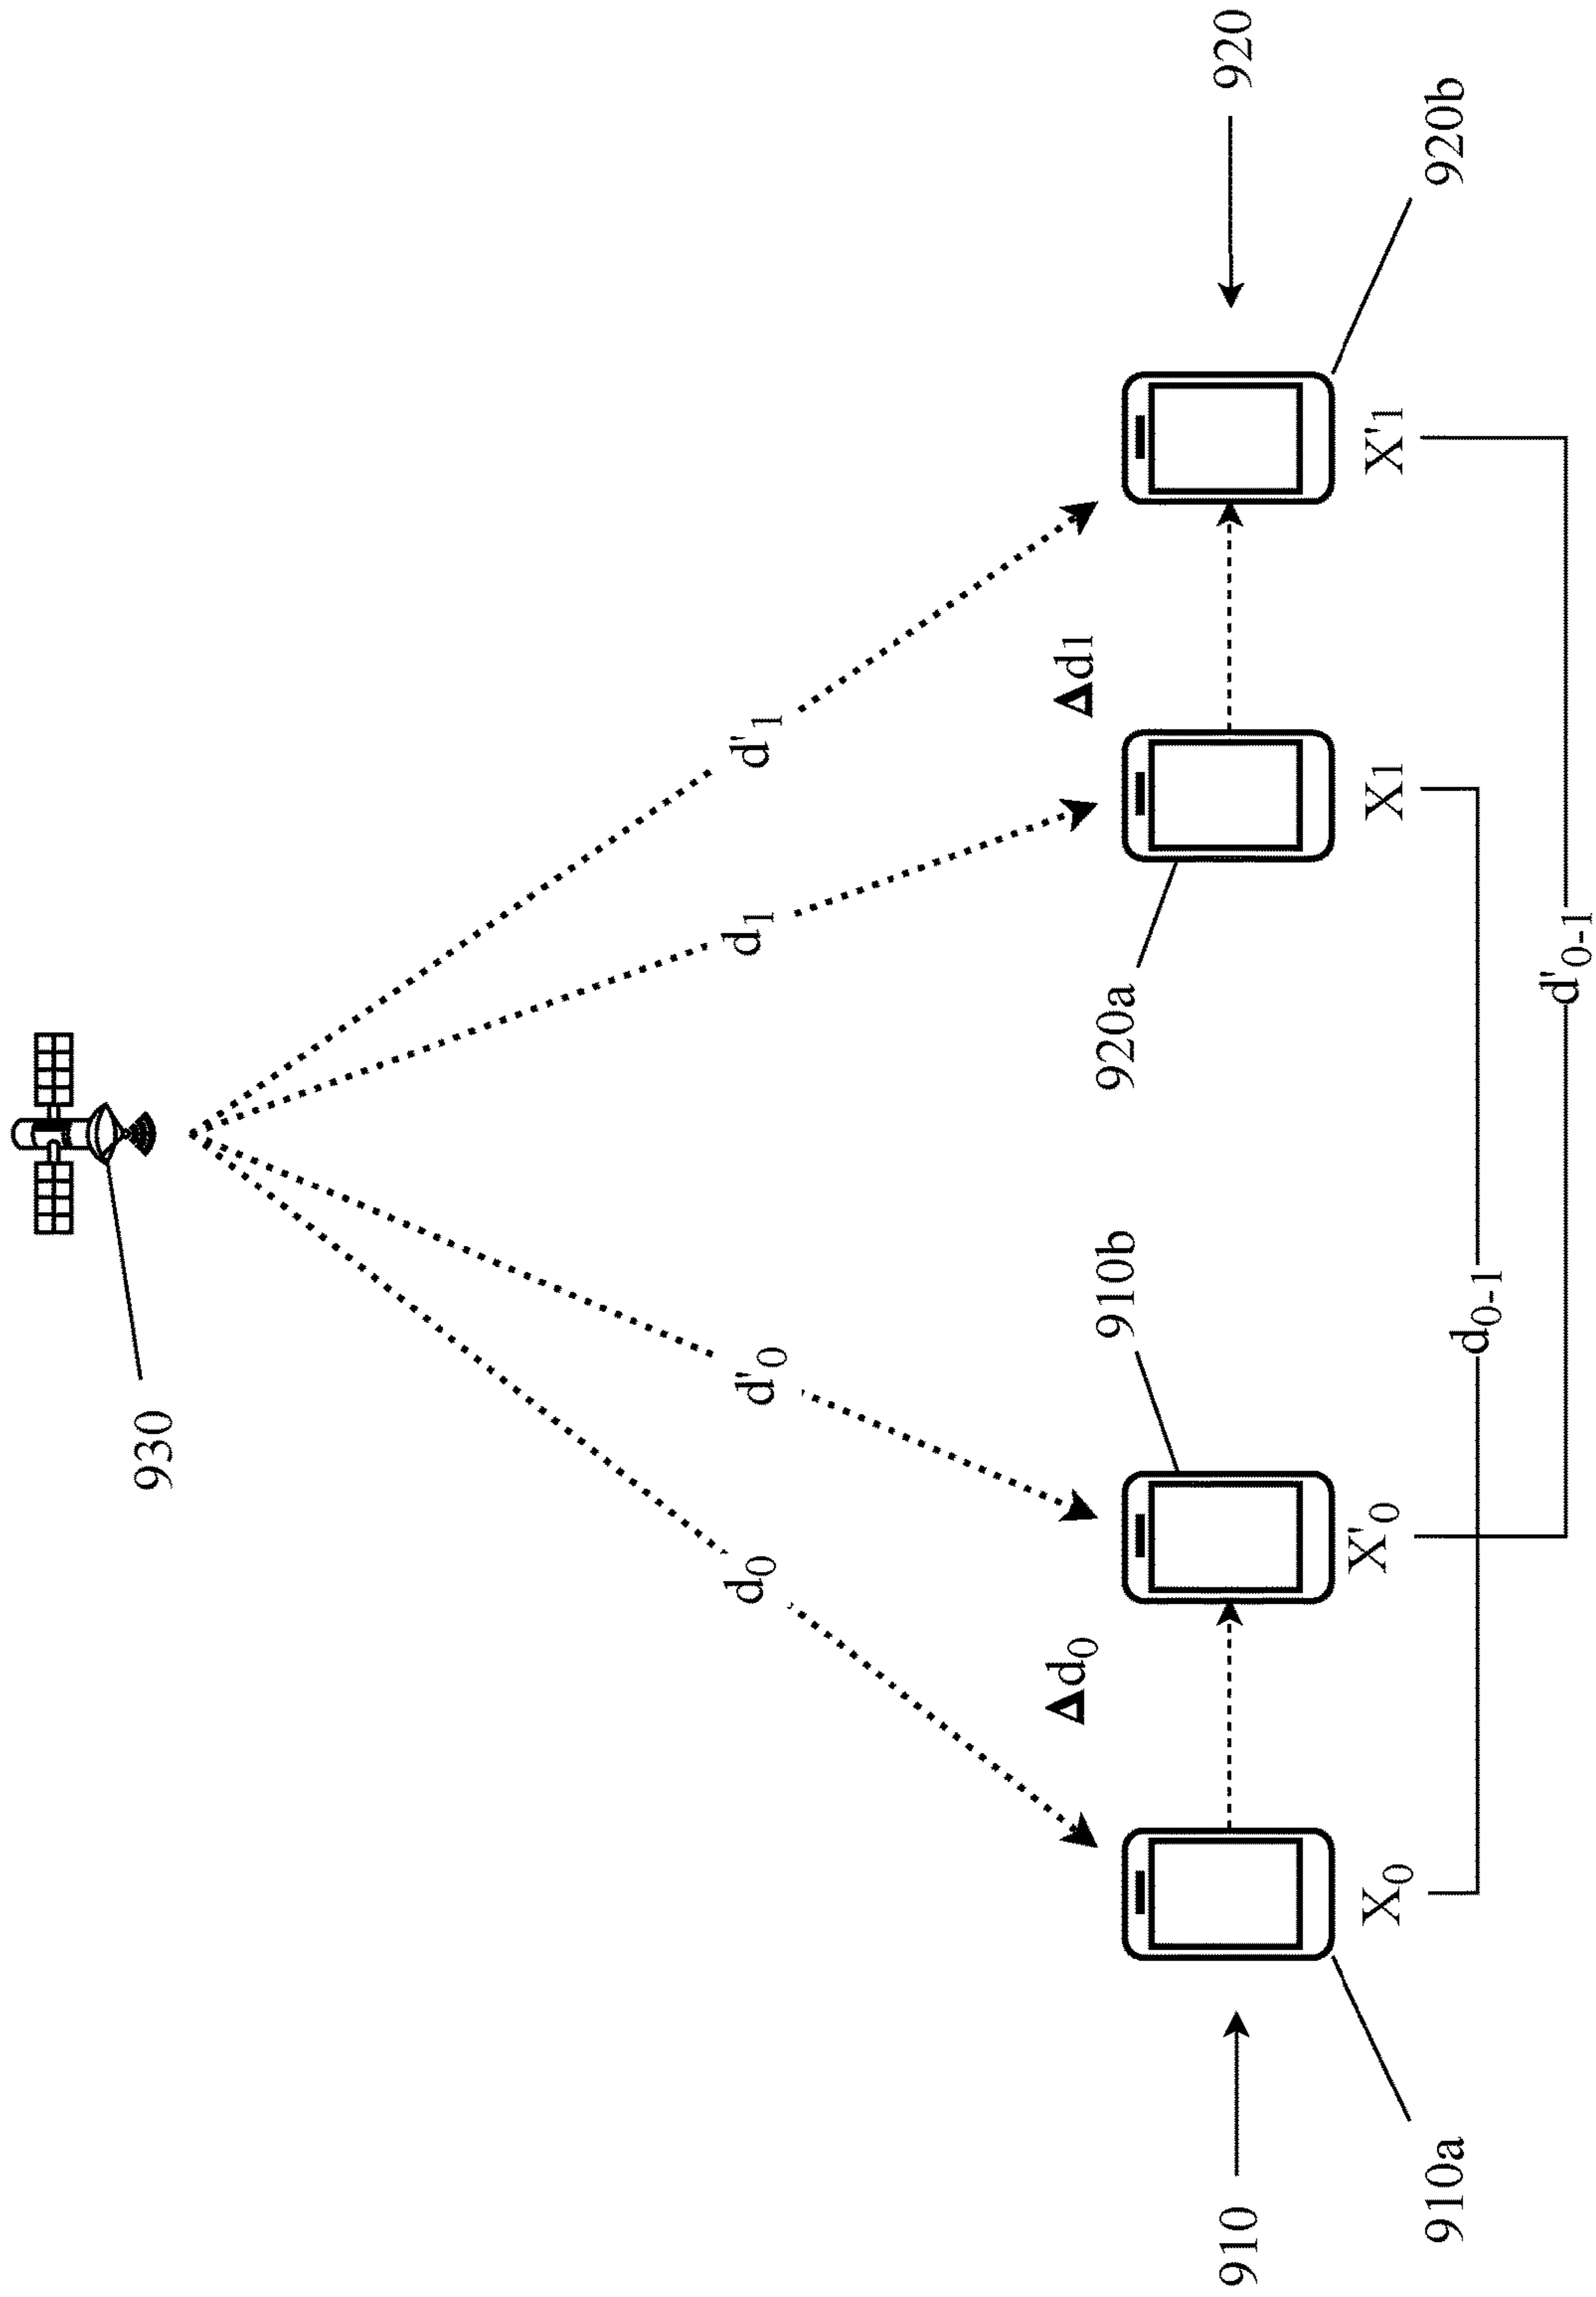 930
d₀
d'₀
d₁
d'₁
Δd₀
Δd1
910
910b
920a
920
X₀
X'₀
X1
X'1
910a
920b
d₀₋₁
d'₀₋₁